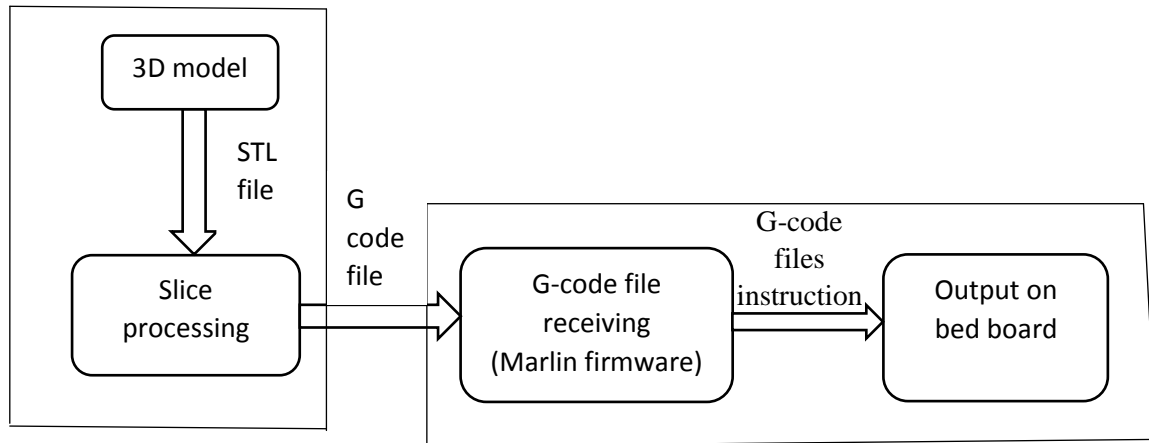 3D model
STL
file
G
code
file
Slice
processing
G-code file
receiving
(Marlin firmware)
G-code
files
instruction
Output on
bed board